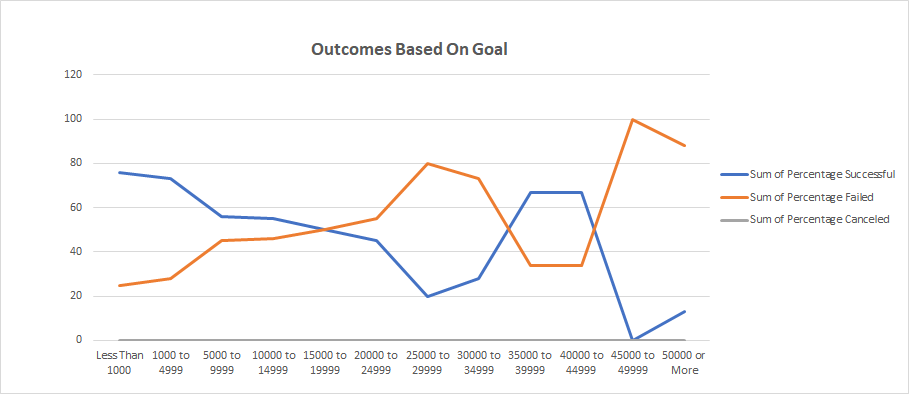 Outcomes Based On Goal
120
100
80
60
40
20
0
Less Than
1000
1000 to
4999
5000 to
9999
10000 to
14999
15000 to
19999
20000 to
24999
25000 to
29999
30000 to
34999
35000 to
39999
40000 to
44999
45000 to
49999
50000 or
More
Sum of Percentage Successful
Sum of Percentage Failed
Sum of Percentage Canceled